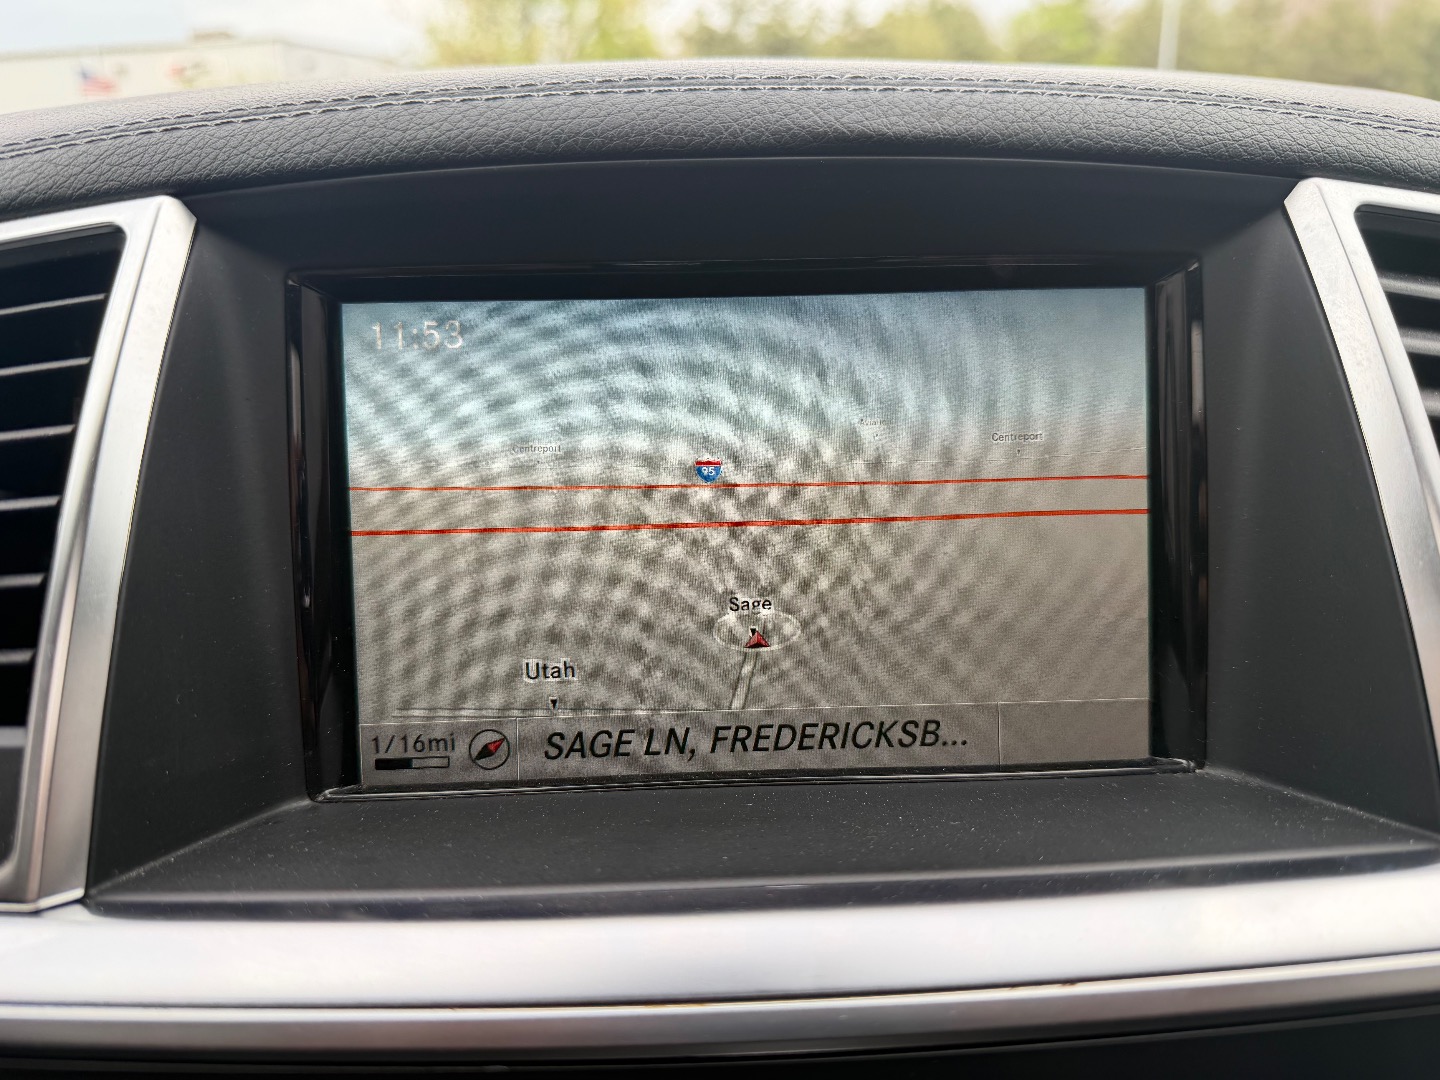 11:53
Centreport
Centreport
95
Sage
Utah
1/16mi
SAGE LN, FREDERICKSB...